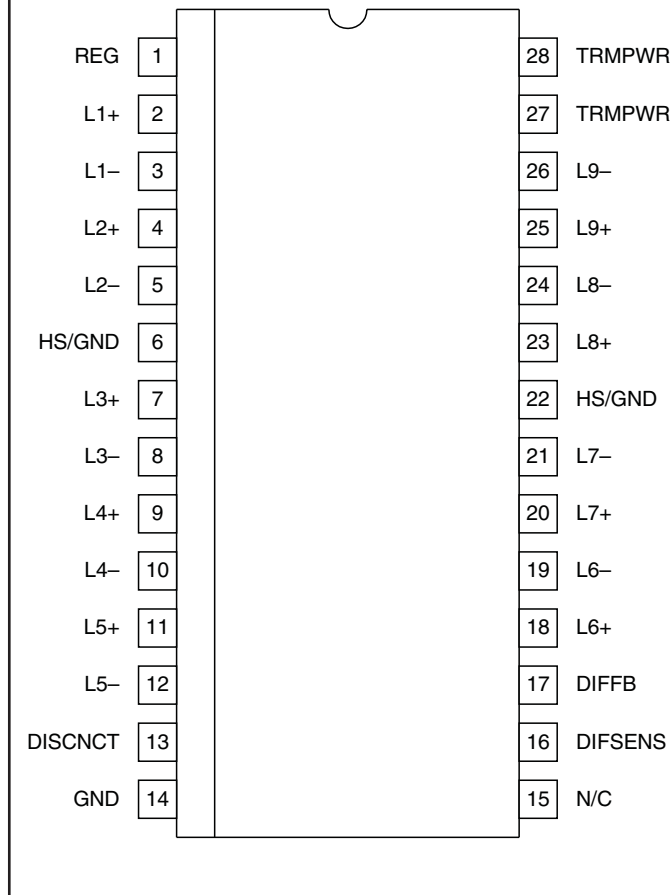 REG 1 28 TRMPWR
L1+ 2 27 TRMPWR
L1– 3 26 L9–
L2+ 4 25 L9+
L2– 5 24 L8–
HS/GND 6 23 L8+
L3+ 7 22 HS/GND
L3– 8 21 L7–
L4+ 9 20 L7+
L4– 10 19 L6–
L5+ 11 18 L6+
L5– 12 17 DIFFB
DISCNCT 13 16 DIFSENS
GND 14 15 N/C